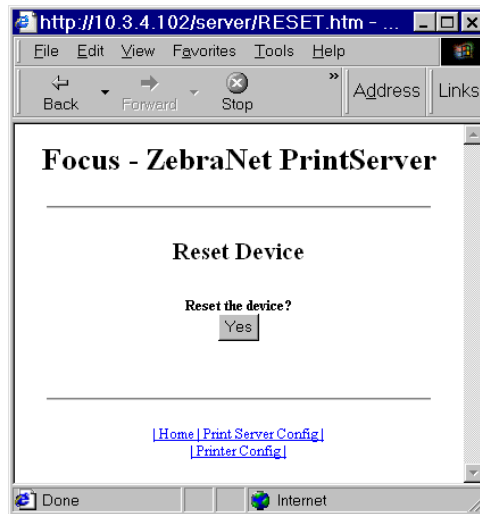 http://10.3.4.102/server/RESET.htm - ...
File Edit View Favorites Tools Help
Back Forward Stop » Address Links
Focus - ZebraNet PrintServer
Reset Device
Reset the device?
Yes
| Home | Print Server Config |
| Printer Config |
Done Internet